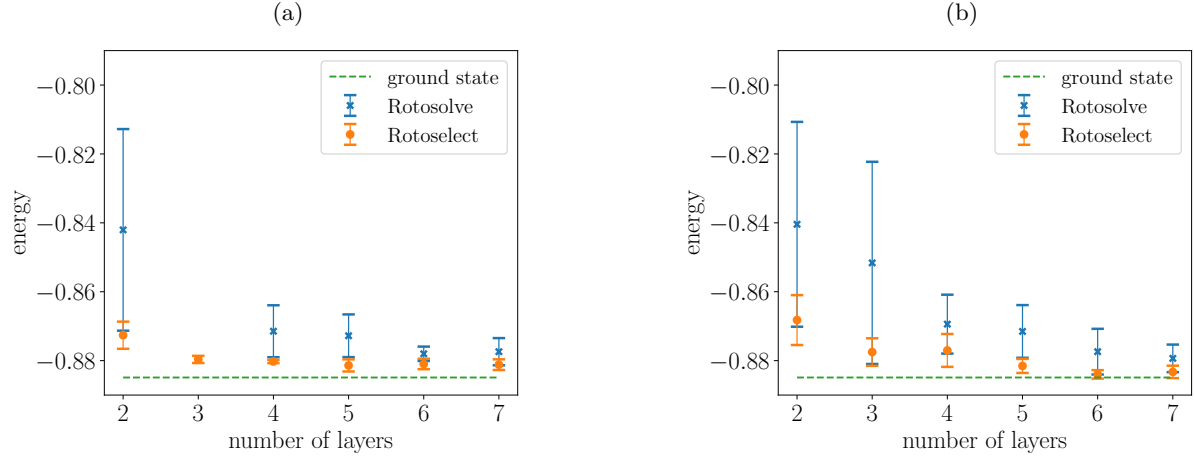 (a)
−0.80
−0.82
−0.84
−0.86
−0.88
energy
2 3 4 5 6 7
number of layers
ground state
Rotosolve
Rotoselect
(b)
−0.80
−0.82
−0.84
−0.86
−0.88
energy
2 3 4 5 6 7
number of layers
ground state
Rotosolve
Rotoselect